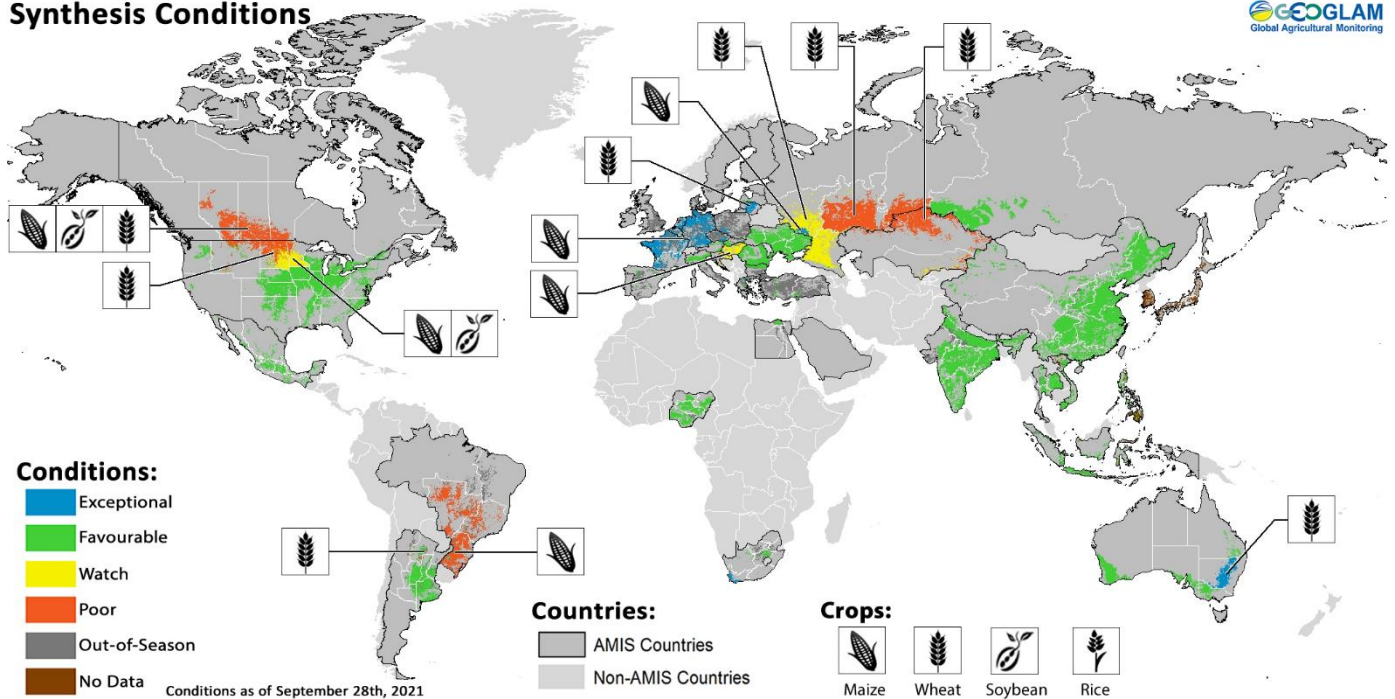 Synthesis Conditions
GEOGLAM
Global Agricultural Monitoring
Conditions:
Exceptional
Favourable
Watch
Poor
Out-of-Season
No Data
Conditions as of September 28th, 2021
Countries:
AMIS Countries
Non-AMIS Countries
Crops:
Maize
Wheat
Soybean
Rice